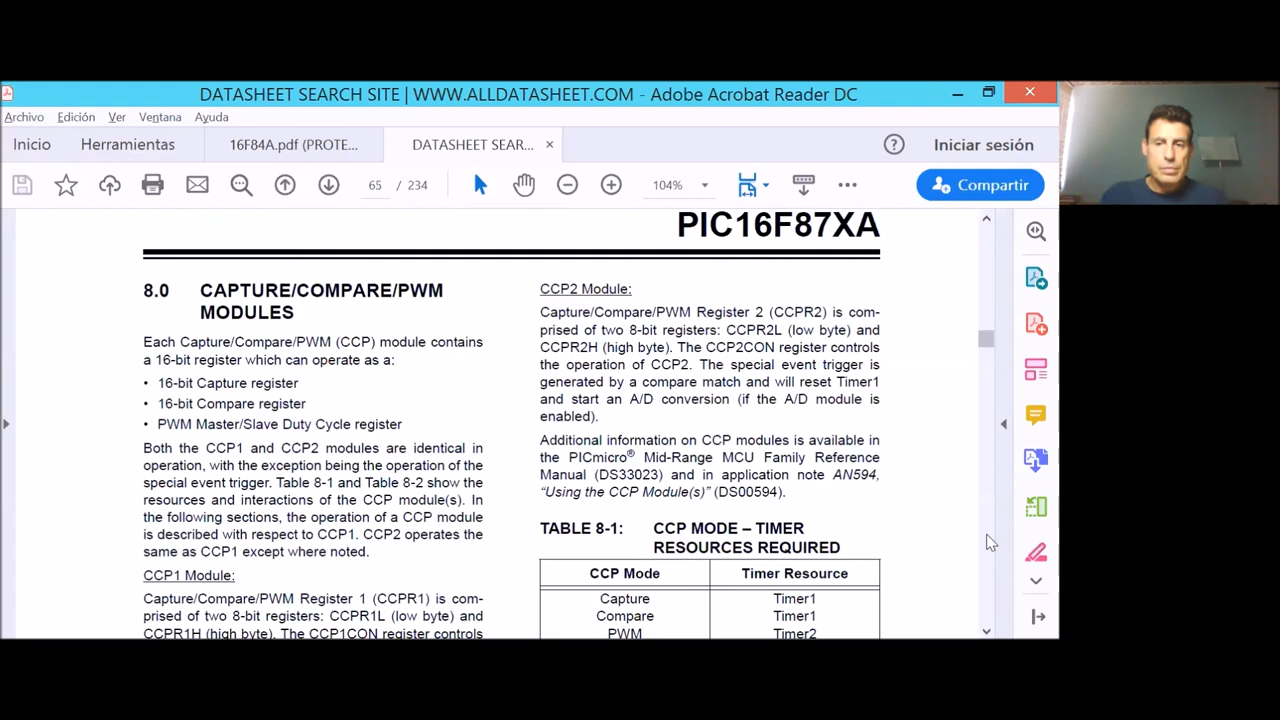 DATASHEET SEARCH SITE | WWW.ALLDATASHEET.COM - Adobe Acrobat Reader DC
Archivo Edición Ver Ventana Ayuda
Inicio Herramientas 16F84A.pdf (PROTE... DATASHEET SEAR... × Iniciar sesión
65 / 234 104% Compartir
PIC16F87XA
8.0 CAPTURE/COMPARE/PWM
MODULES
Each Capture/Compare/PWM (CCP) module contains
a 16-bit register which can operate as a:
• 16-bit Capture register
• 16-bit Compare register
• PWM Master/Slave Duty Cycle register
Both the CCP1 and CCP2 modules are identical in
operation, with the exception being the operation of the
special event trigger. Table 8-1 and Table 8-2 show the
resources and interactions of the CCP module(s). In
the following sections, the operation of a CCP module
is described with respect to CCP1. CCP2 operates the
same as CCP1 except where noted.
CCP1 Module:
Capture/Compare/PWM Register 1 (CCPR1) is com-
prised of two 8-bit registers: CCPR1L (low byte) and
CCPR1H (high byte). The CCP1CON register controls
CCP2 Module:
Capture/Compare/PWM Register 2 (CCPR2) is com-
prised of two 8-bit registers: CCPR2L (low byte) and
CCPR2H (high byte). The CCP2CON register controls
the operation of CCP2. The special event trigger is
generated by a compare match and will reset Timer1
and start an A/D conversion (if the A/D module is
enabled).
Additional information on CCP modules is available in
the PICmicro® Mid-Range MCU Family Reference
Manual (DS33023) and in application note AN594,
“Using the CCP Module(s)” (DS00594).
TABLE 8-1: CCP MODE – TIMER
RESOURCES REQUIRED
CCP Mode Timer Resource
Capture Timer1
Compare Timer1
PWM Timer2